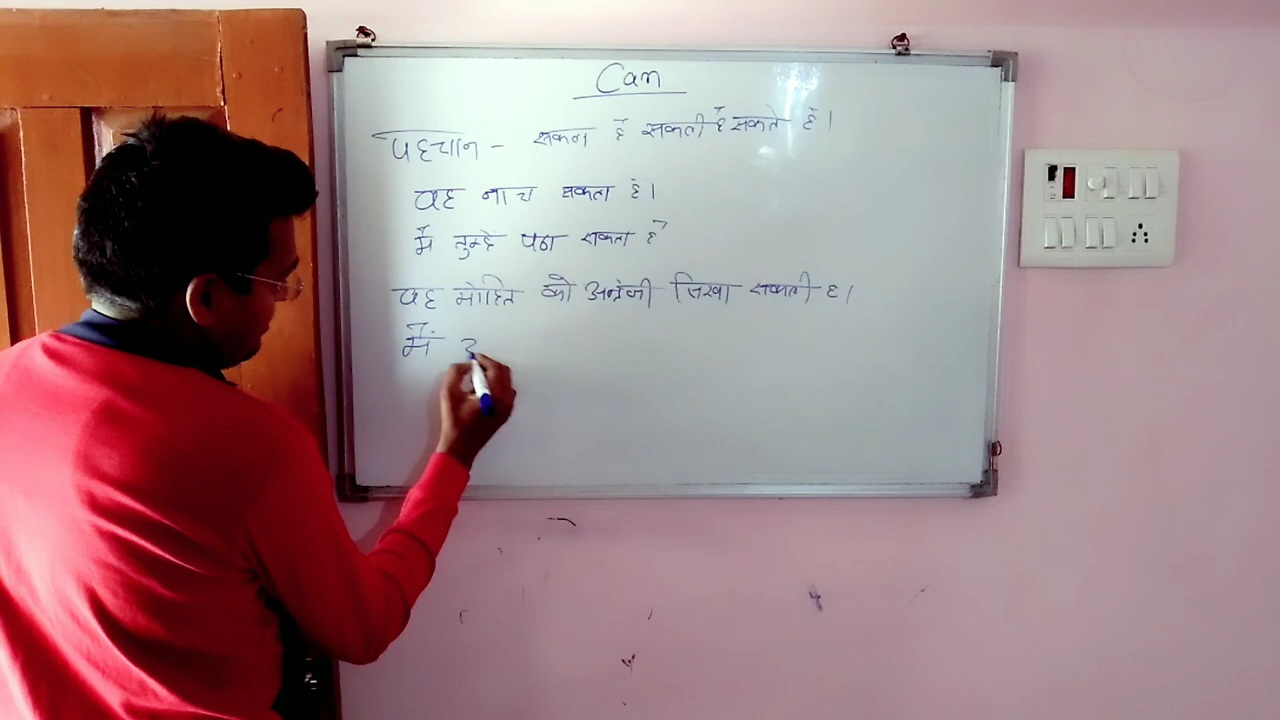 Can
पहचान - सकता है सकती है सकते हैं।
वह नाच सकता है।
मैं तुम्हे पढा सकता हूँ
वह मोहित को अंग्रेजी सिखा सकती है।
मैं